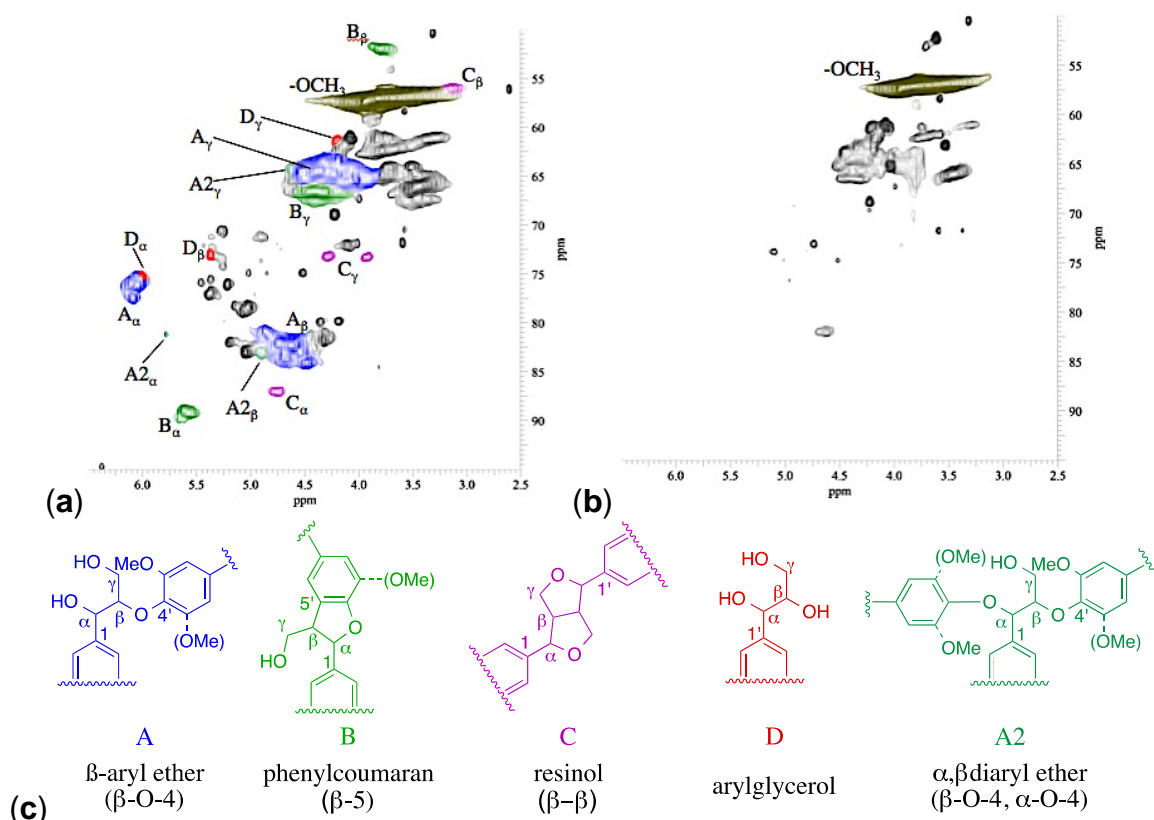 Bβ
-OCH3
Cβ
Dγ
Aγ
A2γ
Bγ
Dα
Dβ
Cγ
Aα
Aβ
A2α
A2β
Cα
Bα
55
60
65
70
75
80
85
90
ppm
6.0 5.5 5.0 4.5 4.0 3.5 3.0 2.5
ppm
(a)
-OCH3
55
60
65
70
75
80
85
90
ppm
6.0 5.5 5.0 4.5 4.0 3.5 3.0 2.5
ppm
(b)
HO MeO
γ
HO
α β O 4'
1 (OMe)
A
ß-aryl ether
(β-O-4)
(OMe)
5'
γ O
β α
HO 1
B
phenylcoumaran
(β-5)
O 1'
γ
β
1
α O
C
resinol
(β–β)
HO γ
HO β
α OH
1'
D
arylglycerol
(OMe) HO MeO
γ
O β O 4'
α
OMe 1 (OMe)
A2
α,βdiaryl ether
(β-O-4, α-O-4)
(c)